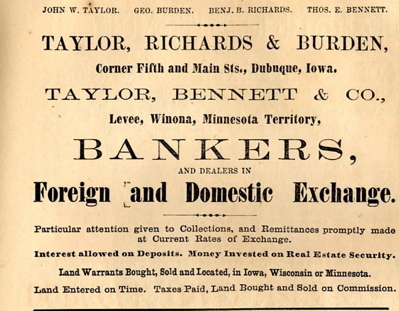 JOHN W. TAYLOR. GEO. BURDEN. BENJ. B. RICHARDS. THOS. E. BENNETT.
TAYLOR, RICHARDS & BURDEN,
Corner Fifth and Main Sts., Dubuque, Iowa.
TAYLOR, BENNETT & CO.,
Levee, Winona, Minnesota Territory,
BANKERS,
AND DEALERS IN
Foreign and Domestic Exchange.
Particular attention given to Collections, and Remittances promptly made
at Current Rates of Exchange.
Interest allowed on Deposits. Money Invested on Real Estate Security.
Land Warrants Bought, Sold and Located, in Iowa, Wisconsin or Minnesota.
Land Entered on Time. Taxes Paid, Land Bought and Sold on Commission.